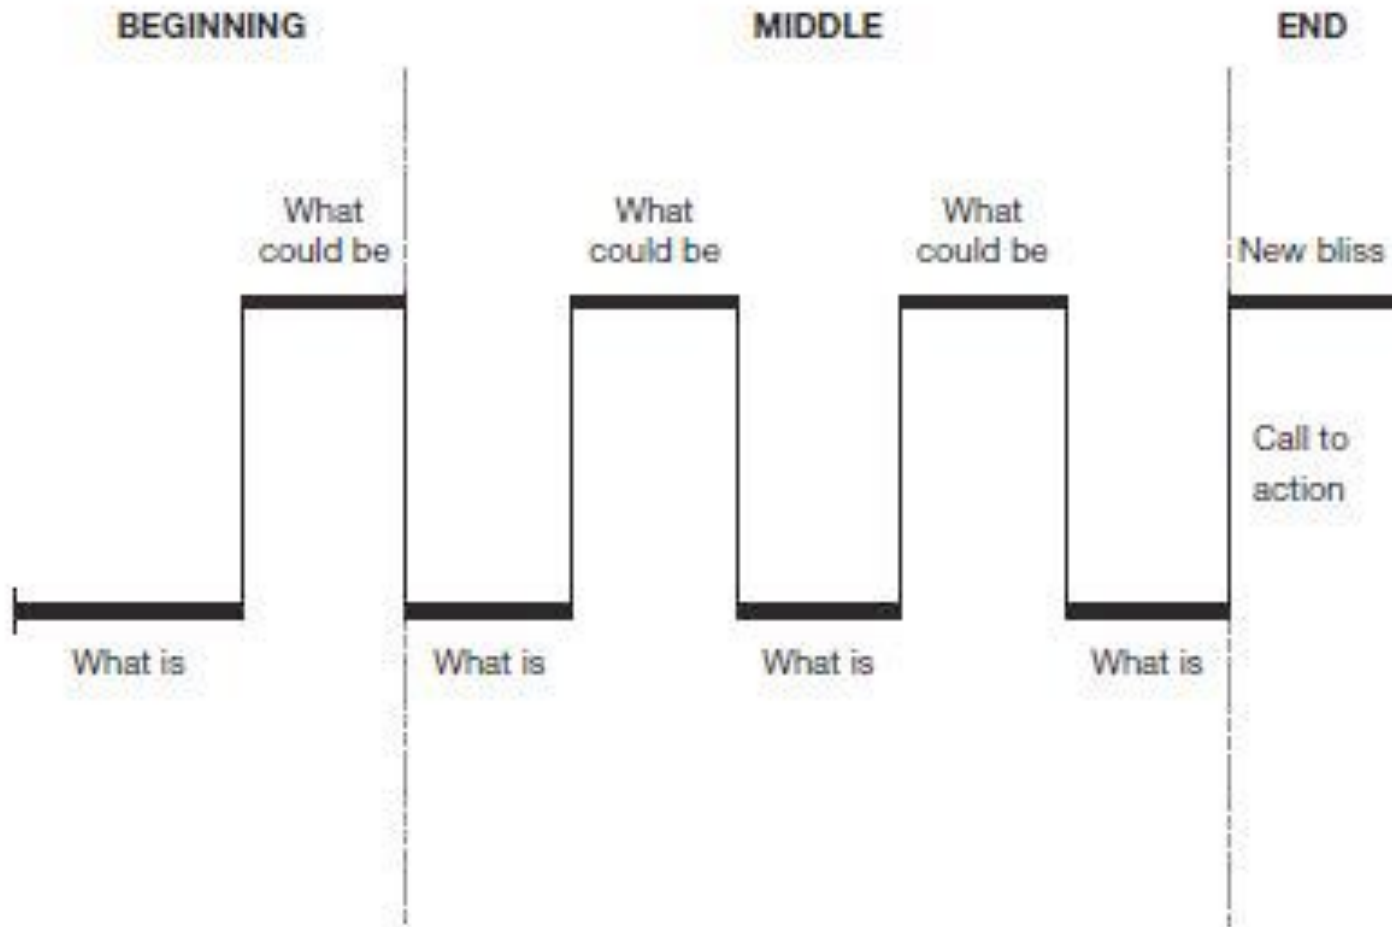 BEGINNING
MIDDLE
END
What
could be
What
could be
What
could be
New bliss
Call to
action
What is
What is
What is
What is